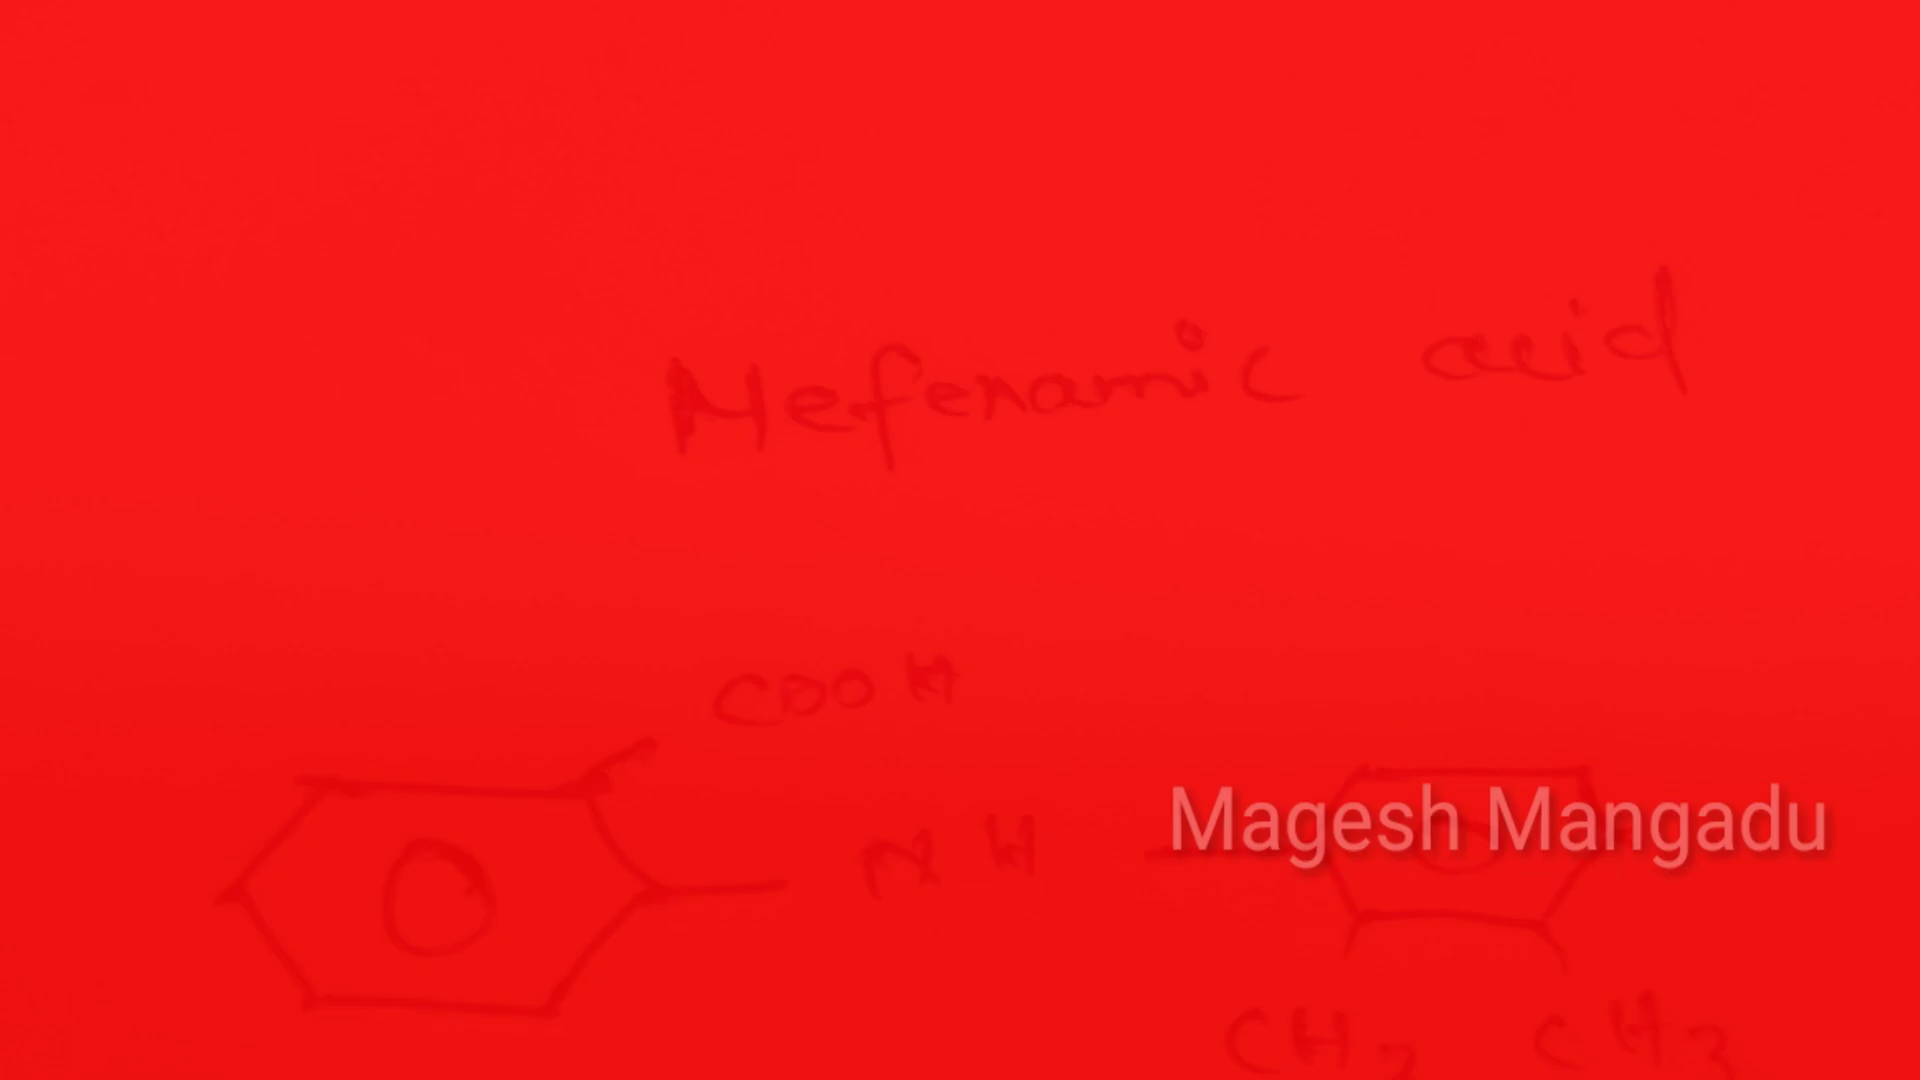 Mefenamic acid
COOH
NH
Magesh Mangadu
CH3 CH3